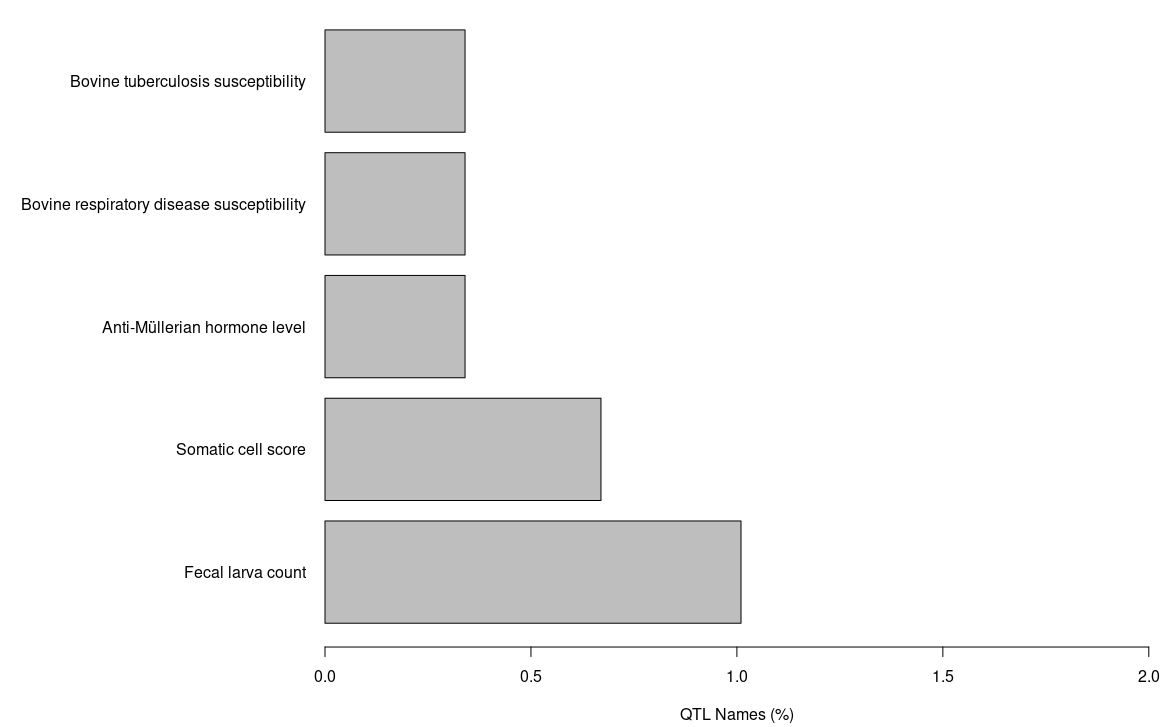 Bovine tuberculosis susceptibility
Bovine respiratory disease susceptibility
Anti-Müllerian hormone level
Somatic cell score
Fecal larva count
0.0 0.5 1.0 1.5 2.0
QTL Names (%)